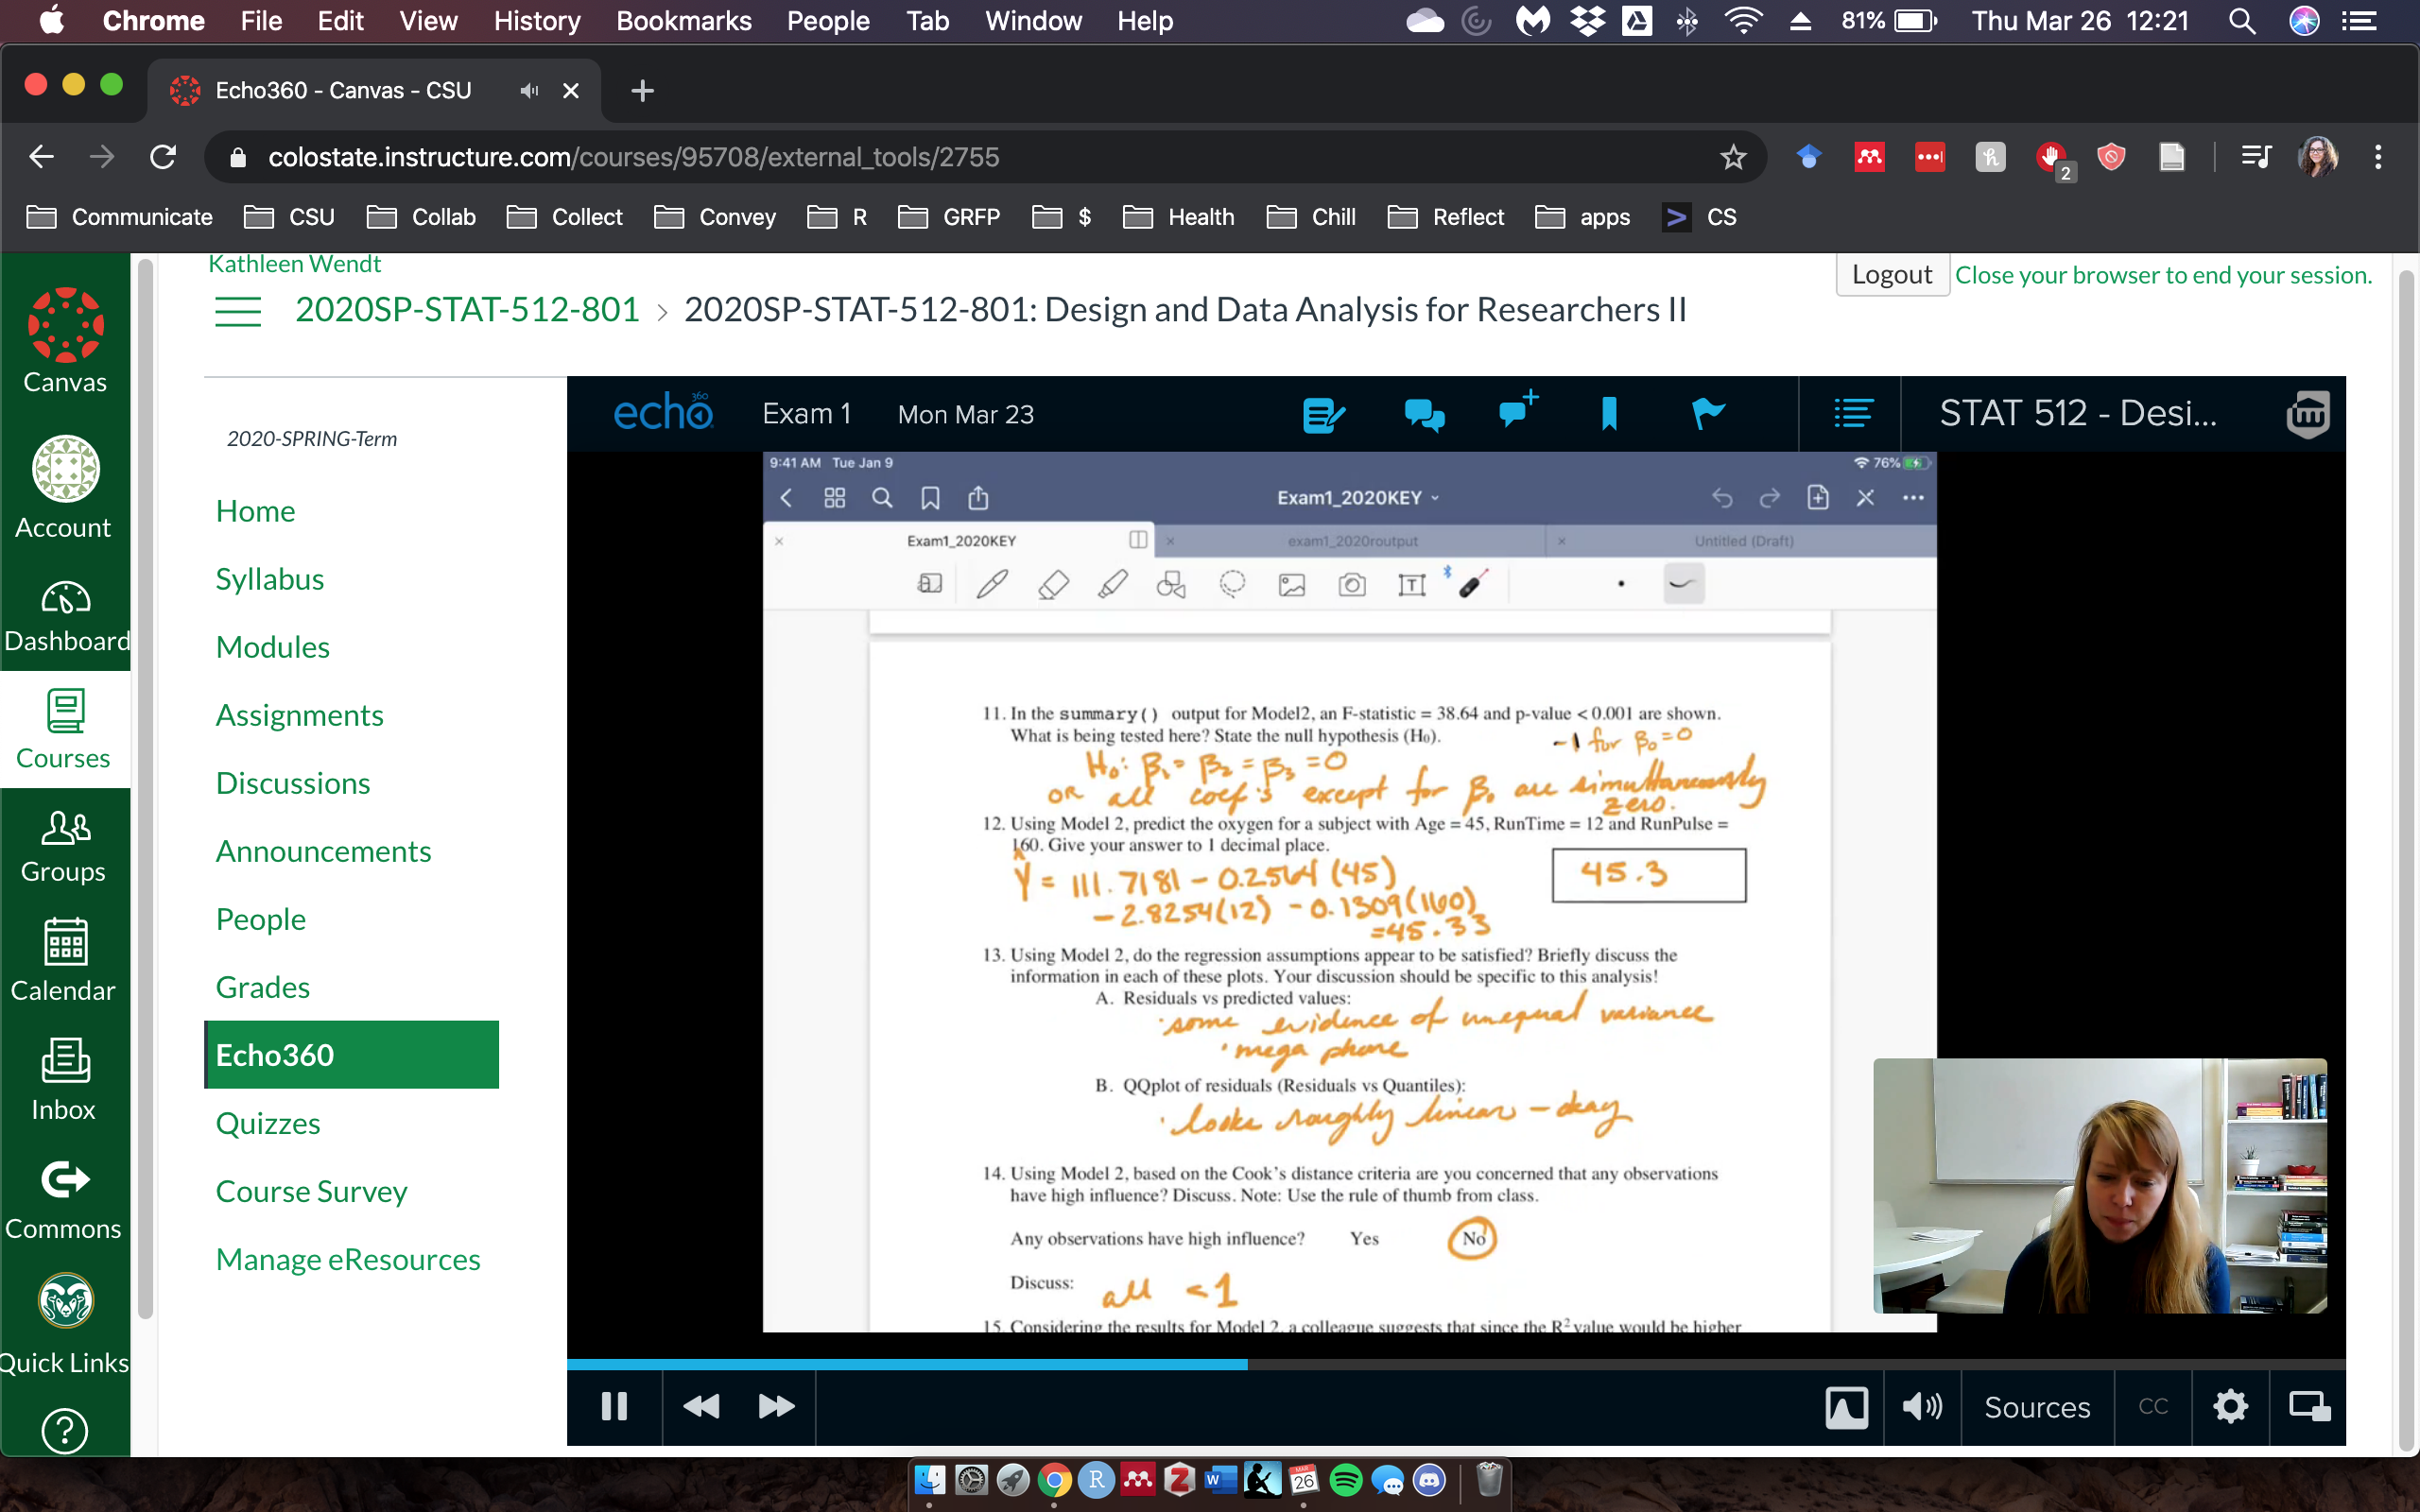 Chrome File Edit View History Bookmarks People Tab Window Help 81% Thu Mar 26 12:21
Echo360 - Canvas - CSU
colostate.instructure.com/courses/95708/external_tools/2755
2
Communicate CSU Collab Collect Convey R GRFP $ Health Chill Reflect apps CS
Kathleen Wendt
Logout Close your browser to end your session.
2020SP-STAT-512-801 > 2020SP-STAT-512-801: Design and Data Analysis for Researchers II
Canvas
Account
Dashboard
Courses
Groups
Calendar
Inbox
Commons
Quick Links
2020-SPRING-Term
Home
Syllabus
Modules
Assignments
Discussions
Announcements
People
Grades
Echo360
Quizzes
Course Survey
Manage eResources
echo 360 Exam 1 Mon Mar 23 STAT 512 - Desi...
9:41 AM Tue Jan 9 76%
Exam1_2020KEY
Exam1_2020KEY exam1_2020routput Untitled (Draft)
11. In the summary() output for Model2, an F-statistic = 38.64 and p-value < 0.001 are shown.
What is being tested here? State the null hypothesis (H0).
-1 for β0 = 0
H0: β1 = β2 = β3 = 0
OR all coef's except for β0 are simultaneously
zero.
12. Using Model 2, predict the oxygen for a subject with Age = 45, RunTime = 12 and RunPulse =
160. Give your answer to 1 decimal place.
Ŷ = 111.7181 - 0.2564 (45)
- 2.8254(12) - 0.1309(160)
= 45.33
45.3
13. Using Model 2, do the regression assumptions appear to be satisfied? Briefly discuss the
information in each of these plots. Your discussion should be specific to this analysis!
A. Residuals vs predicted values:
· some evidence of unequal variance
· mega phone
B. QQplot of residuals (Residuals vs Quantiles):
· looks roughly linear - okay
14. Using Model 2, based on the Cook's distance criteria are you concerned that any observations
have high influence? Discuss. Note: Use the rule of thumb from class.
Any observations have high influence? Yes No
Discuss: all < 1
15. Considering the results for Model 2, a colleague suggests that since the R² value would be higher
Sources CC